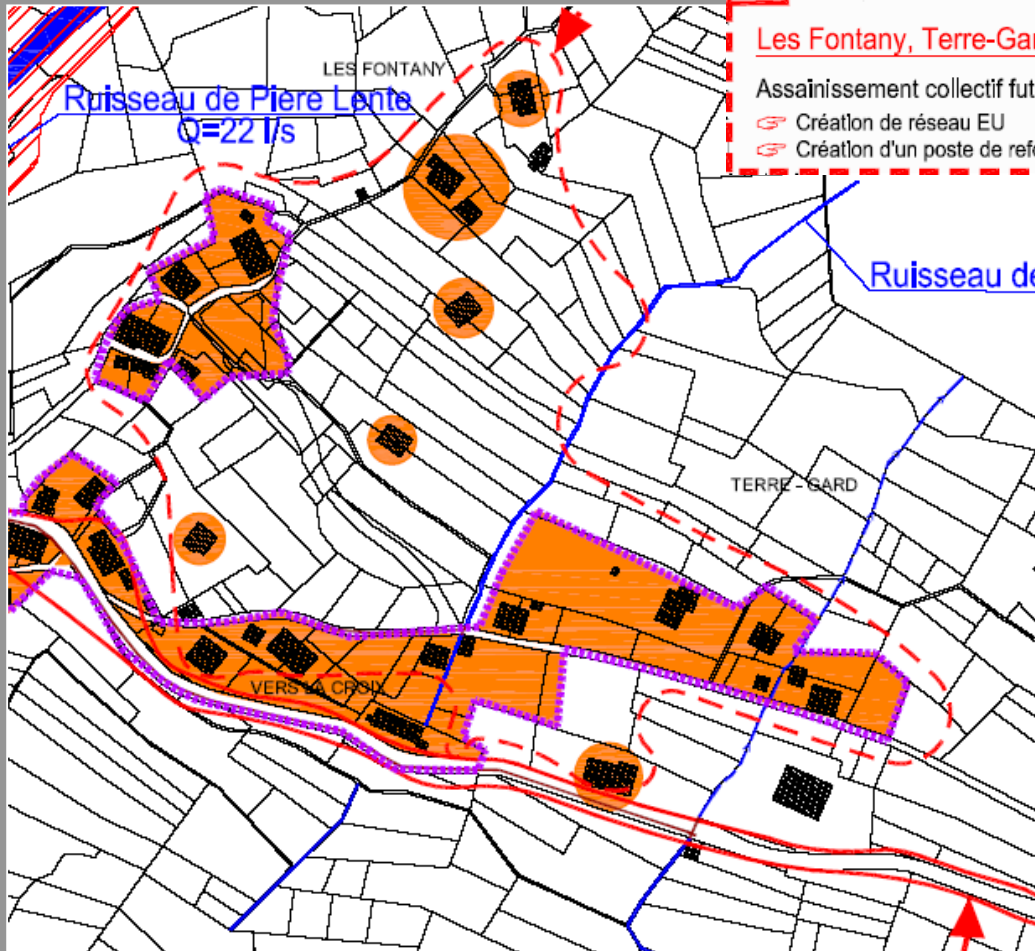 Les Fontany, Terre-Gar
Assainissement collectif fut
Création de réseau EU
Création d'un poste de refo
LES FONTANY
Ruisseau de Piere Lente
Q=22 l/s
Ruisseau de
TERRE - GARD
VERS LA CROIX